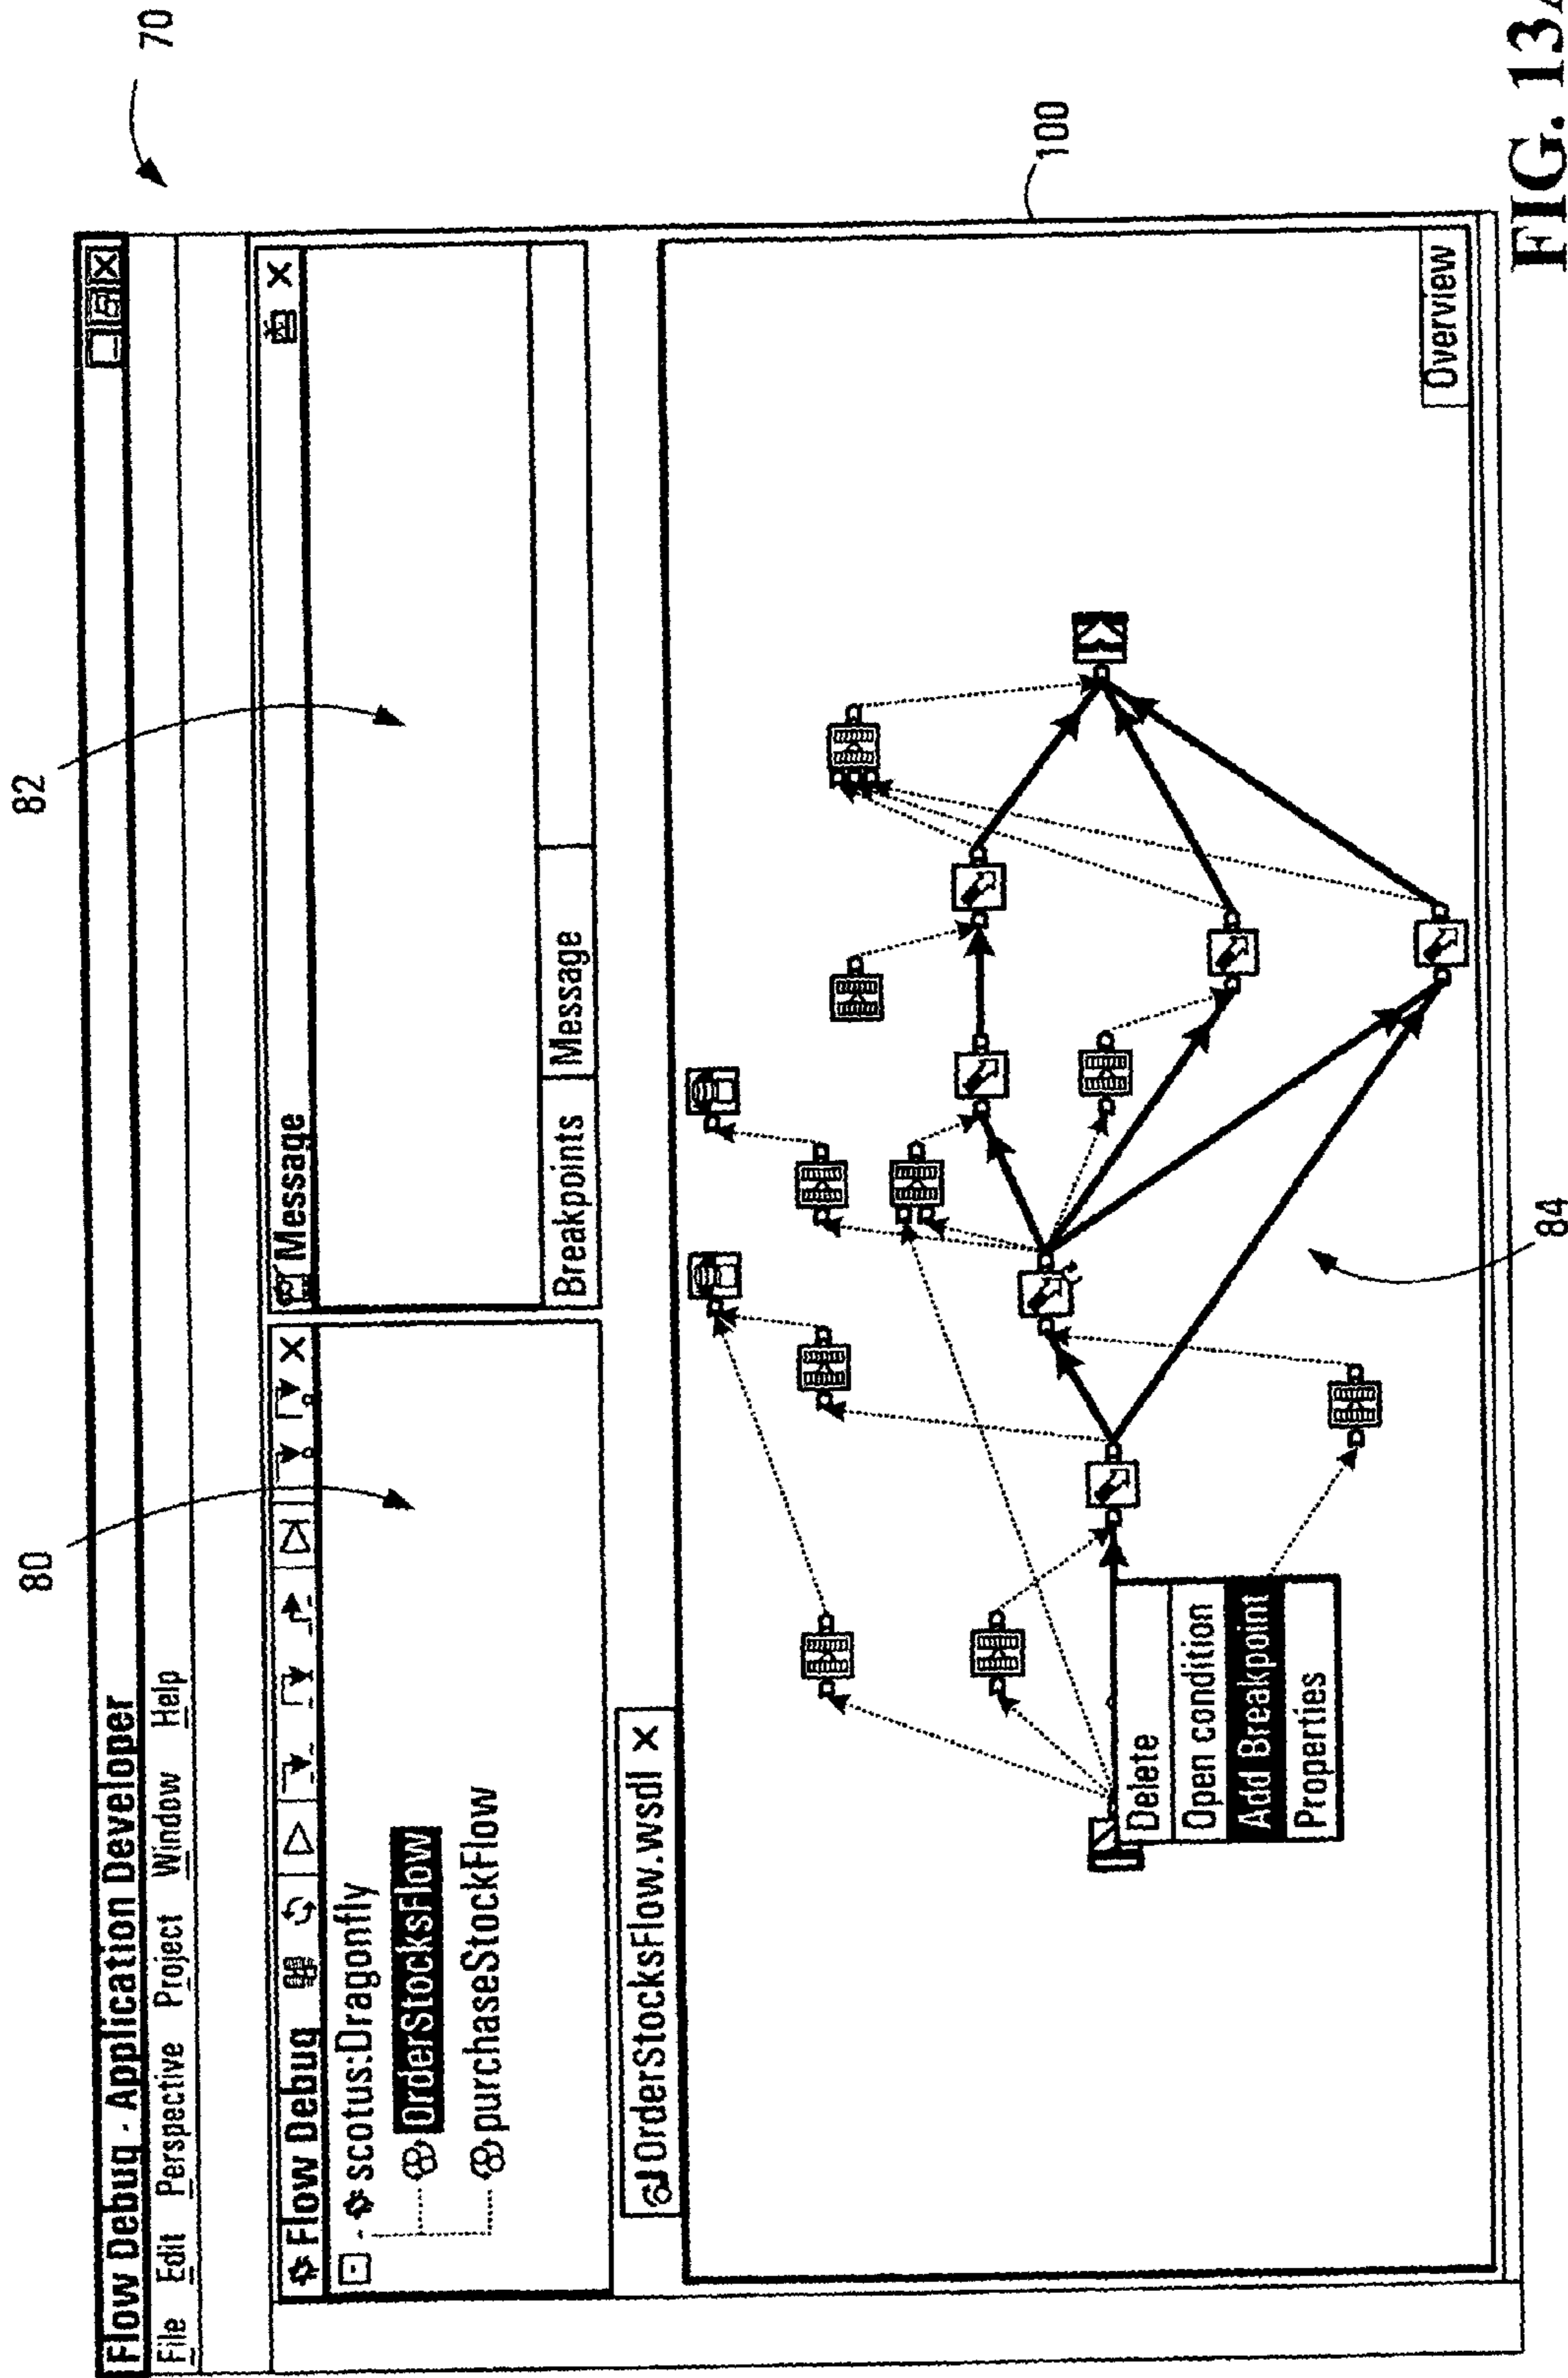 70
82
80
Flow Debug - Application Developer
File Edit Perspective Project Window Help
Flow Debug
Message
scotus:Dragonfly
OrderStocksFlow
purchaseStockFlow
Breakpoints Message
OrderStocksFlow.wsdl
100
Delete
Open condition
Add Breakpoint
Properties
Overview
84
FIG. 13A